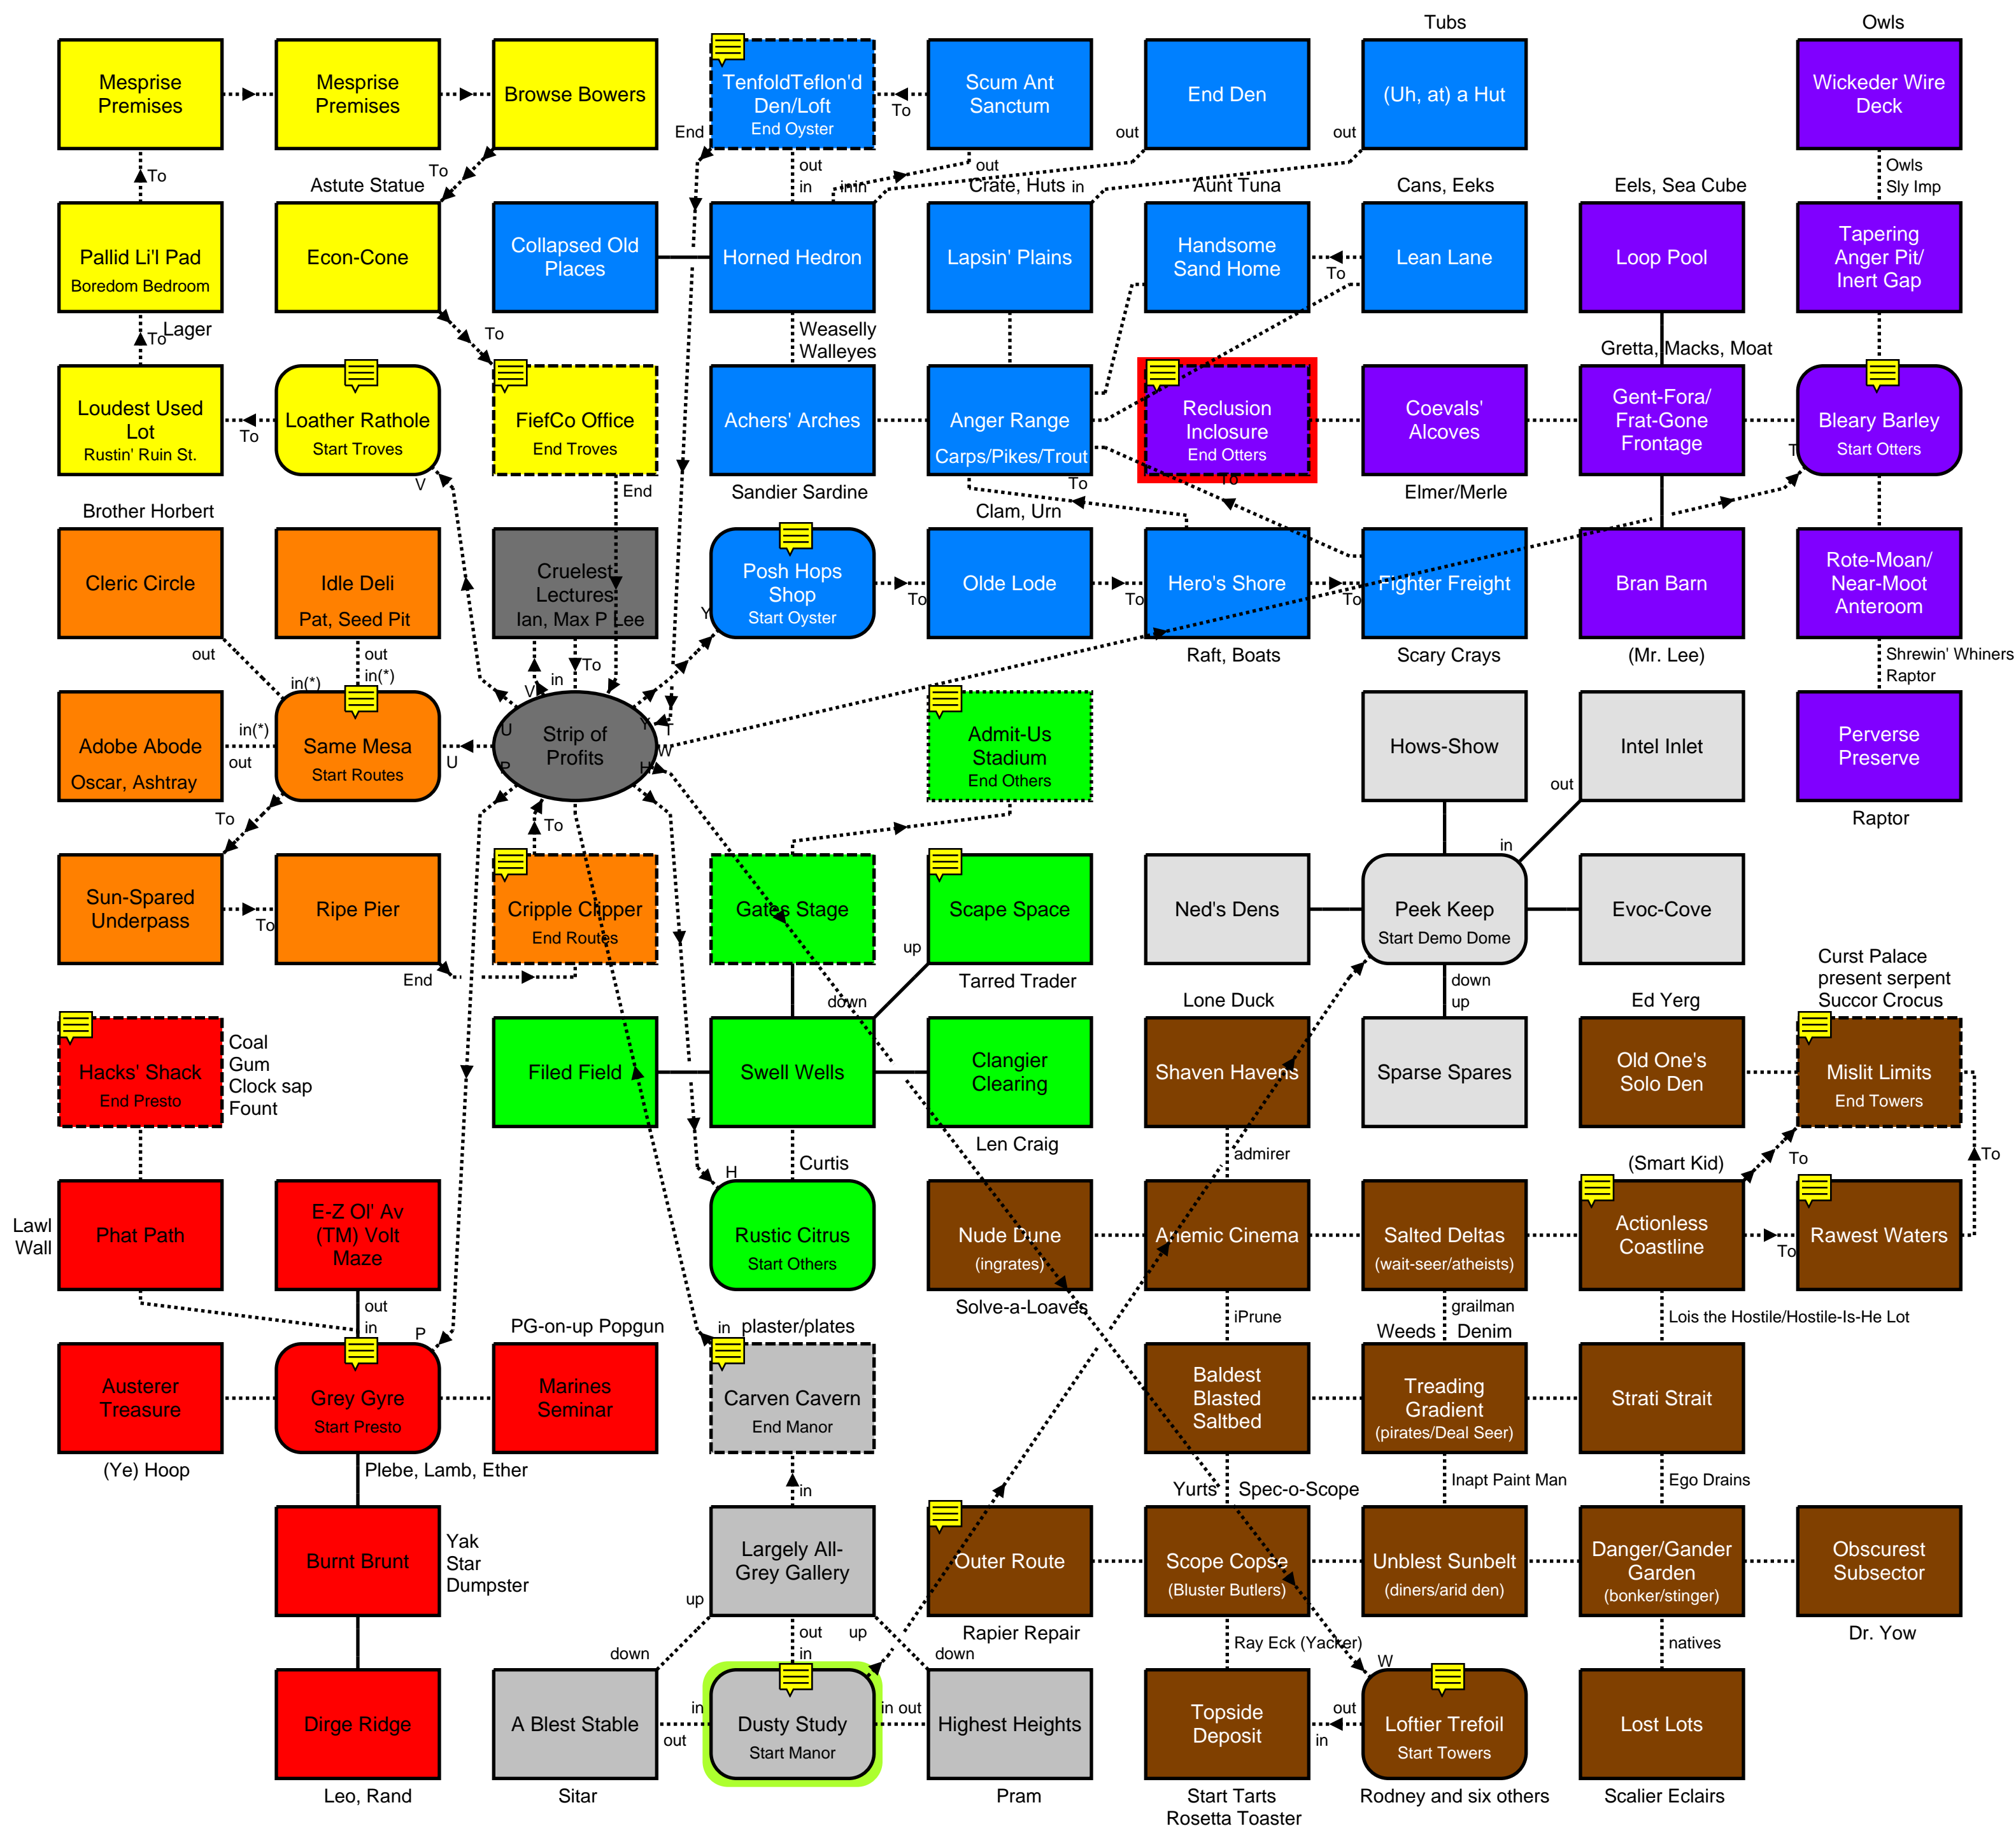 Tubs
Owls
Mesprise
Premises
Mesprise
Premises
Browse Bowers
TenfoldTeflon'd
Den/Loft
End Oyster
Scum Ant
Sanctum
End Den
(Uh, at) a Hut
Wickeder Wire
Deck
To
End
out
out
To
To
out
in
out
inin
in
Owls
Sly Imp
Astute Statue
Crate, Huts
Aunt Tuna
Cans, Eeks
Eels, Sea Cube
Pallid Li'l Pad
Boredom Bedroom
Econ-Cone
Collapsed Old
Places
Horned Hedron
Lapsin' Plains
Handsome
Sand Home
To
Lean Lane
Loop Pool
Tapering
Anger Pit/
Inert Gap
To
Lager
To
Weaselly
Walleyes
Gretta, Macks, Moat
Loudest Used
Lot
Rustin' Ruin St.
To
Loather Rathole
Start Troves
FiefCo Office
End Troves
Achers' Arches
Anger Range
Carps/Pikes/Trout
Reclusion
Inclosure
End Otters
Coevals'
Alcoves
Gent-Fora/
Frat-Gone
Frontage
Bleary Barley
Start Otters
T
V
End
Sandier Sardine
To
To
Elmer/Merle
Brother Horbert
Clam, Urn
Cleric Circle
Idle Deli
Pat, Seed Pit
Cruelest
Lectures
Ian, Max P Lee
Posh Hops
Shop
Start Oyster
Y
To
Olde Lode
To
Hero's Shore
To
Fighter Freight
Bran Barn
Rote-Moan/
Near-Moot
Anteroom
out
out
in(*)
in(*)
To
in
V
Raft, Boats
Scary Crays
(Mr. Lee)
Shrewin' Whiners
Raptor
Adobe Abode
Oscar, Ashtray
in(*)
out
Same Mesa
Start Routes
U
U
P
Strip of
Profits
Y
T
W
H
Admit-Us
Stadium
End Others
Hows-Show
Intel Inlet
out
Perverse
Preserve
To
To
in
Raptor
Sun-Spared
Underpass
To
Ripe Pier
Cripple Clipper
End Routes
Gates Stage
Scape Space
Ned's Dens
Peek Keep
Start Demo Dome
Evoc-Cove
End
up
down
Tarred Trader
Lone Duck
down
up
Ed Yerg
Curst Palace
present serpent
Succor Crocus
Hacks' Shack
End Presto
Coal
Gum
Clock sap
Fount
Filed Field
Swell Wells
Clangier
Clearing
Shaven Havens
Sparse Spares
Old One's
Solo Den
Mislit Limits
End Towers
H
Curtis
Len Craig
admirer
(Smart Kid)
To
To
Lawl
Wall
Phat Path
E-Z Ol' Av
(TM) Volt
Maze
Rustic Citrus
Start Others
Nude Dune
(ingrates)
Anemic Cinema
Salted Deltas
(wait-seer/atheists)
Actionless
Coastline
To
Rawest Waters
out
in
P
PG-on-up Popgun
in
plaster/plates
Solve-a-Loaves
iPrune
grailman
Weeds
Denim
Lois the Hostile/Hostile-Is-He Lot
Austerer
Treasure
Grey Gyre
Start Presto
Marines
Seminar
Carven Cavern
End Manor
Baldest
Blasted
Saltbed
Treading
Gradient
(pirates/Deal Seer)
Strati Strait
(Ye) Hoop
Plebe, Lamb, Ether
in
Yurts
Spec-o-Scope
Inapt Paint Man
Ego Drains
Burnt Brunt
Yak
Star
Dumpster
Largely All-
Grey Gallery
Outer Route
Scope Copse
(Bluster Butlers)
Unblest Sunbelt
(diners/arid den)
Danger/Gander
Garden
(bonker/stinger)
Obscurest
Subsector
up
down
out
in
up
down
Rapier Repair
Ray Eck (Yacker)
W
natives
Dr. Yow
Dirge Ridge
A Blest Stable
in
out
Dusty Study
Start Manor
in out
Highest Heights
Topside
Deposit
out
in
Loftier Trefoil
Start Towers
Lost Lots
Leo, Rand
Sitar
Pram
Start Tarts
Rosetta Toaster
Rodney and six others
Scalier Eclairs